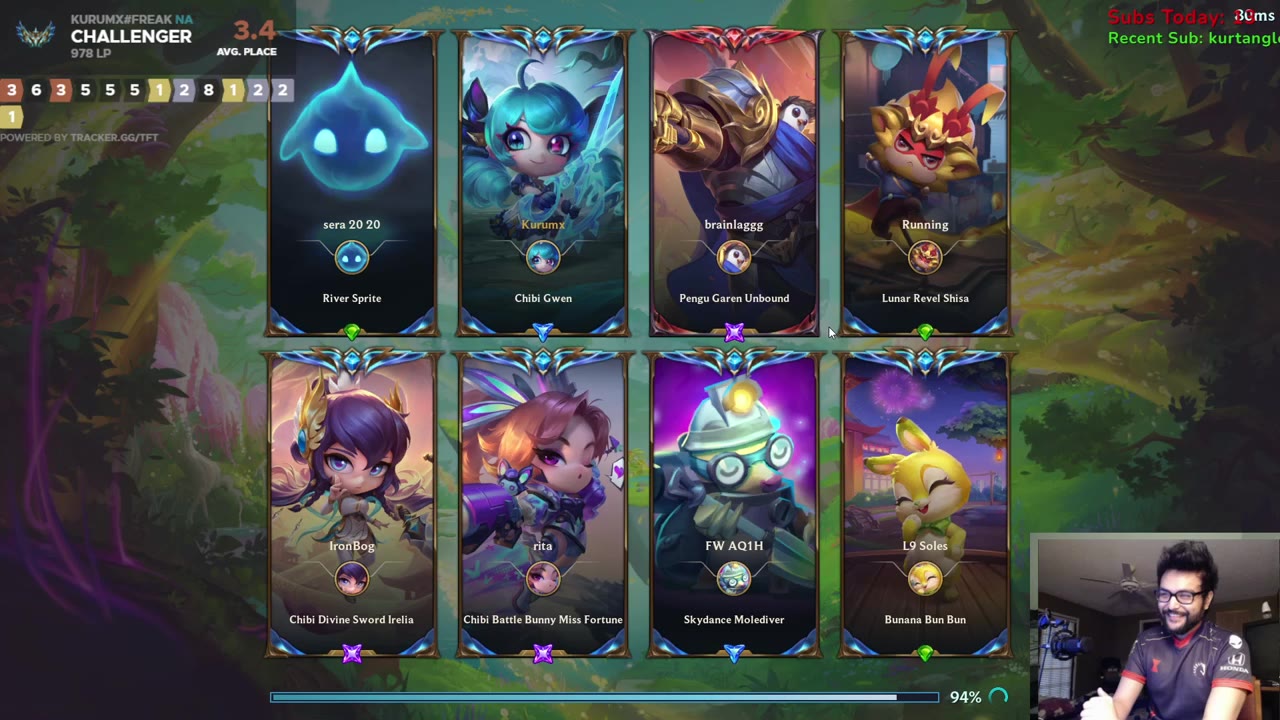 KURUMX#FREAK NA
CHALLENGER
978 LP
3.4
AVG. PLACE
3 6 3 5 5 5 1 2 8 1 2 2
1
POWERED BY TRACKER.GG/TFT
Subs Today:
80ms
Recent Sub: kurtangle
sera 20 20
River Sprite
Kurumx
Chibi Gwen
brainlaggg
Pengu Garen Unbound
Running
Lunar Revel Shisa
IronBog
Chibi Divine Sword Irelia
rita
Chibi Battle Bunny Miss Fortune
FW AQ1H
Skydance Molediver
L9 Soles
Bunana Bun Bun
94%
HONDA